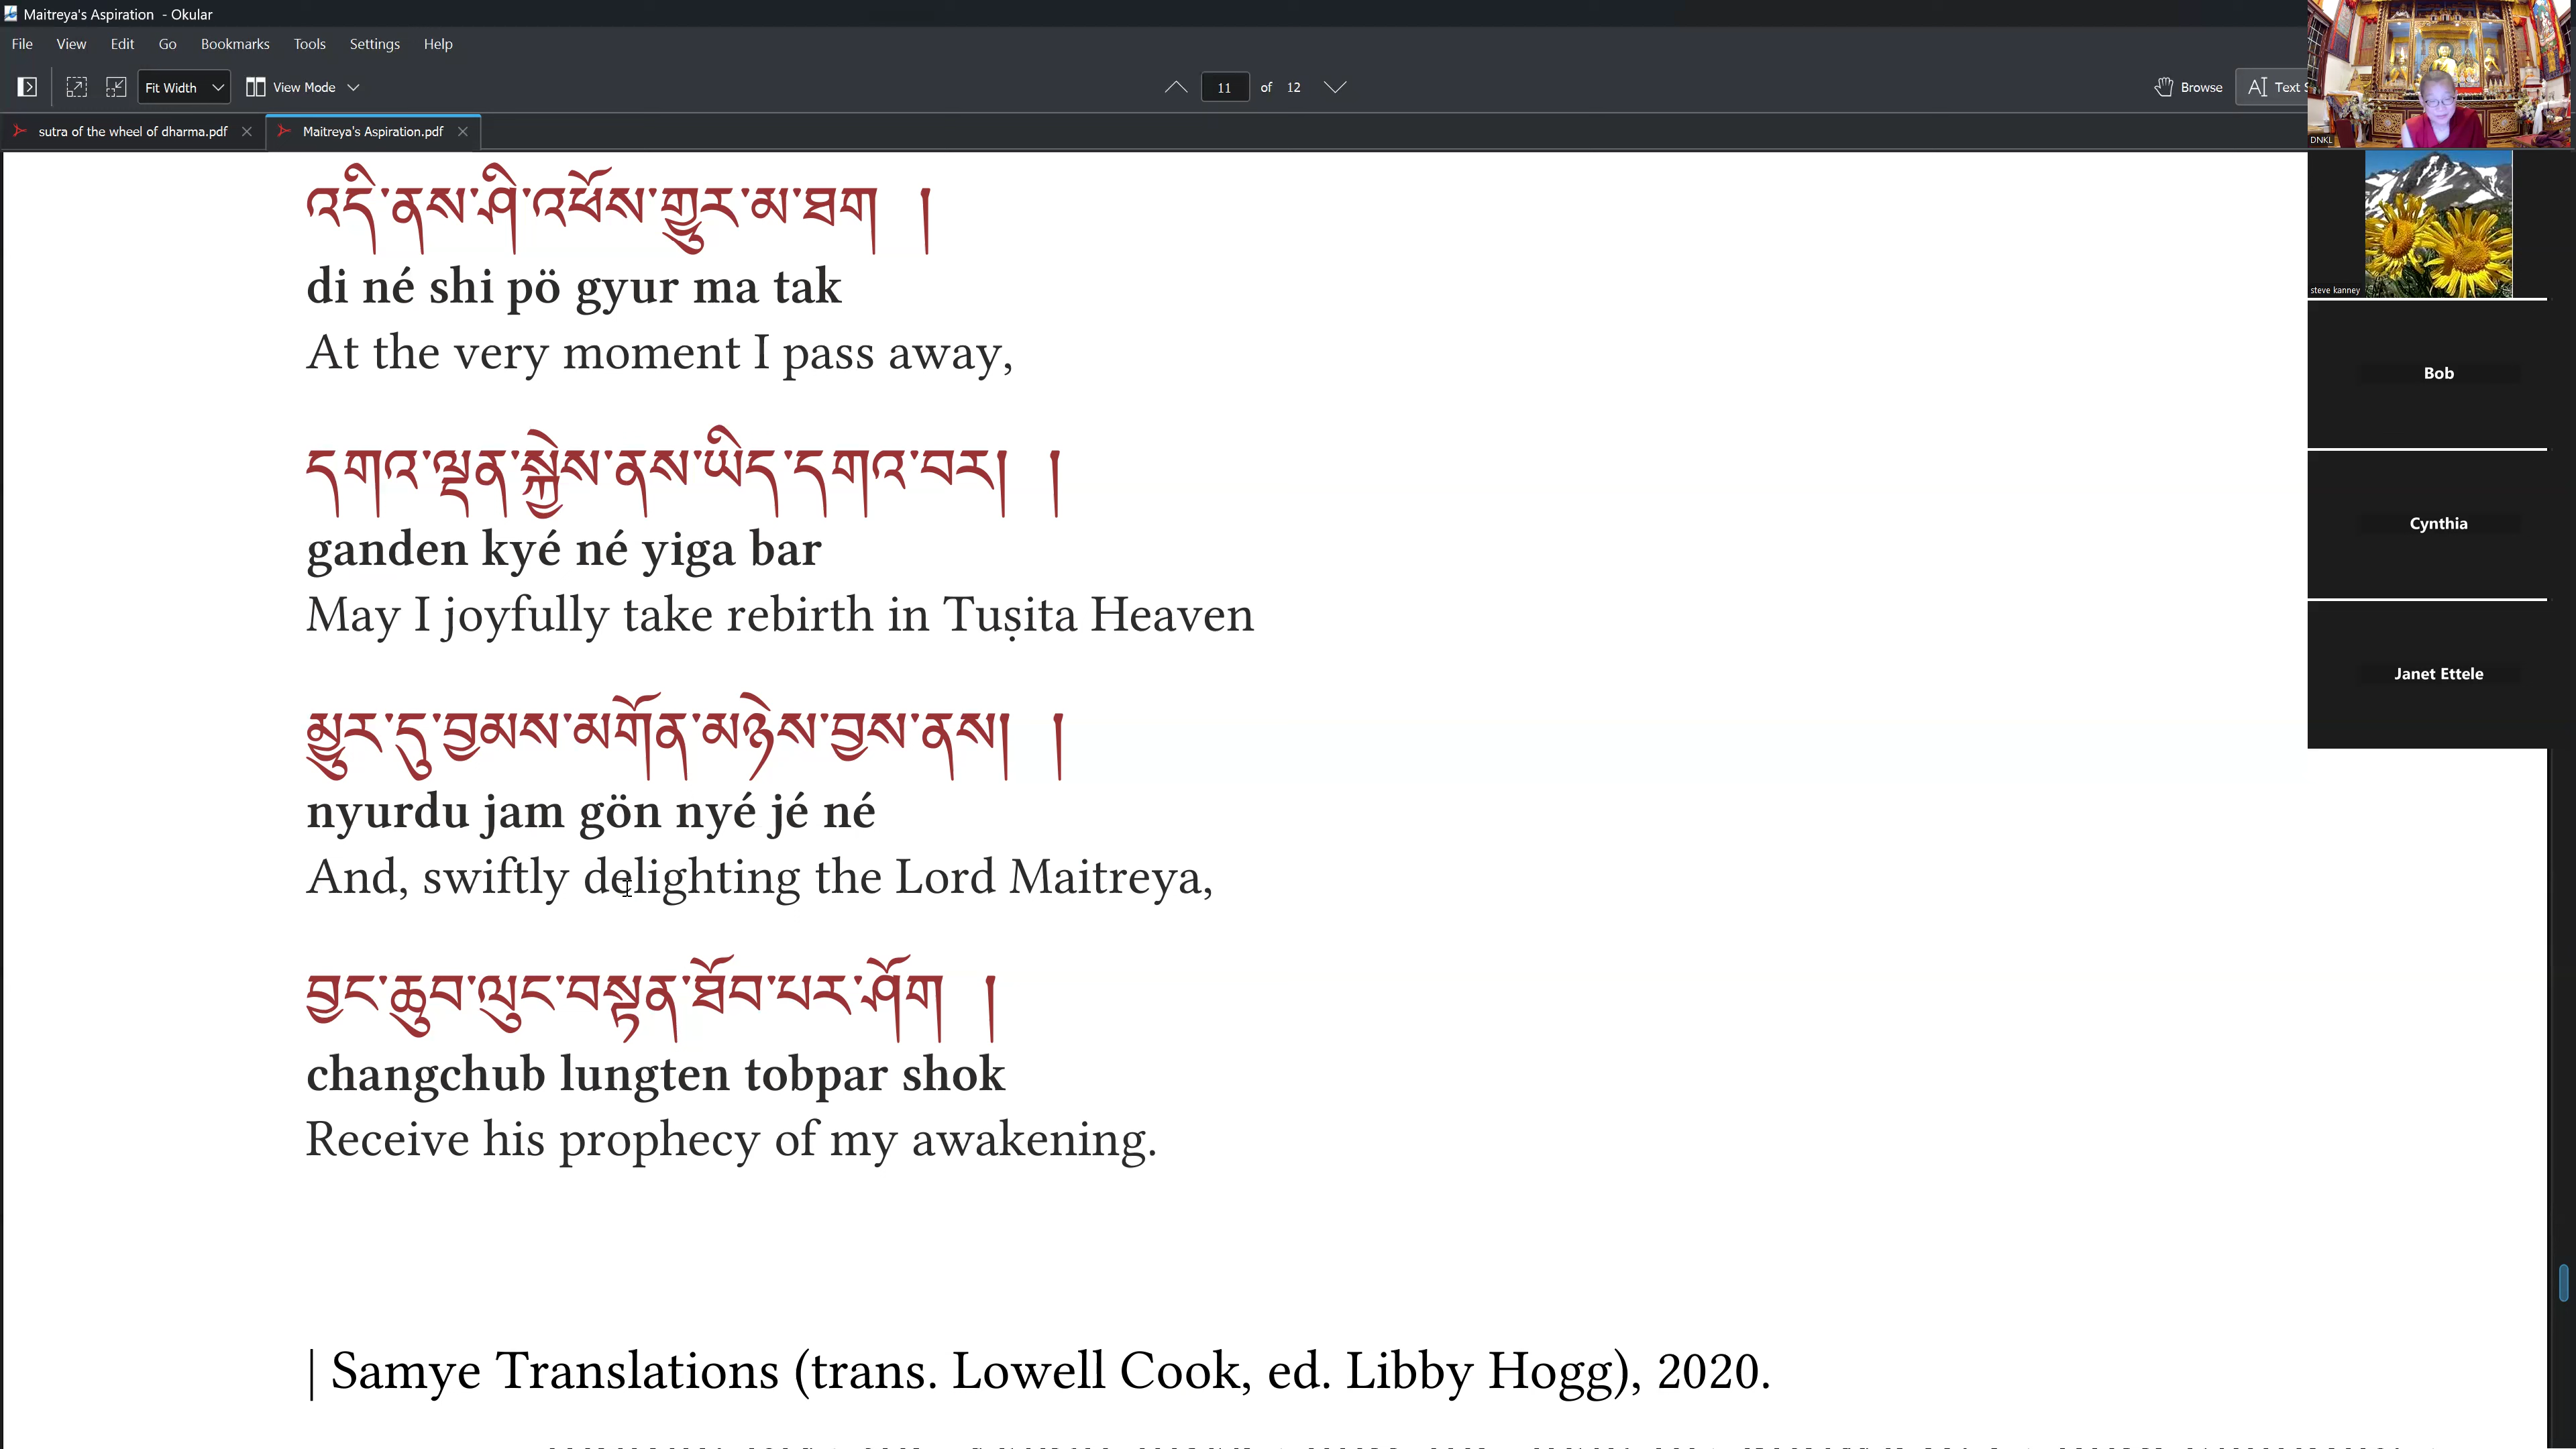 Maitreya's Aspiration - Okular
File View Edit Go Bookmarks Tools Settings Help
Fit Width View Mode 11 of 12 Browse Text
sutra of the wheel of dharma.pdf Maitreya's Aspiration.pdf
DNKL
འདི་ནས་ཤི་འཕོས་གྱུར་མ་ཐག །
di né shi pö gyur ma tak
At the very moment I pass away,
steve kanney
Bob
དགའ་ལྡན་སྐྱེས་ནས་ཡིད་དགའ་བར། །
ganden kyé né yiga bar
May I joyfully take rebirth in Tuṣita Heaven
Cynthia
Janet Ettele
མྱུར་དུ་བྱམས་མགོན་མཉེས་བྱས་ནས། །
nyurdu jam gön nyé jé né
And, swiftly delighting the Lord Maitreya,
བྱང་ཆུབ་ལུང་བསྟན་ཐོབ་པར་ཤོག །
changchub lungten tobpar shok
Receive his prophecy of my awakening.
| Samye Translations (trans. Lowell Cook, ed. Libby Hogg), 2020.